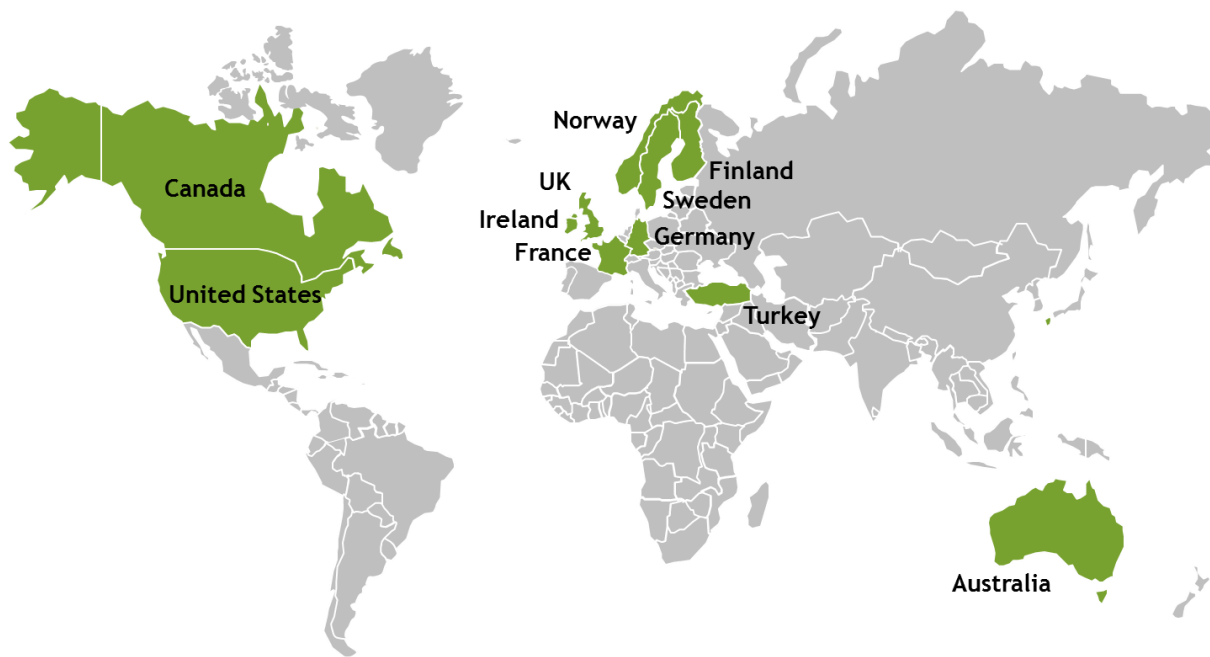 Norway
Finland
UK
Canada
Sweden
Ireland
Germany
France
United States
Turkey
Australia